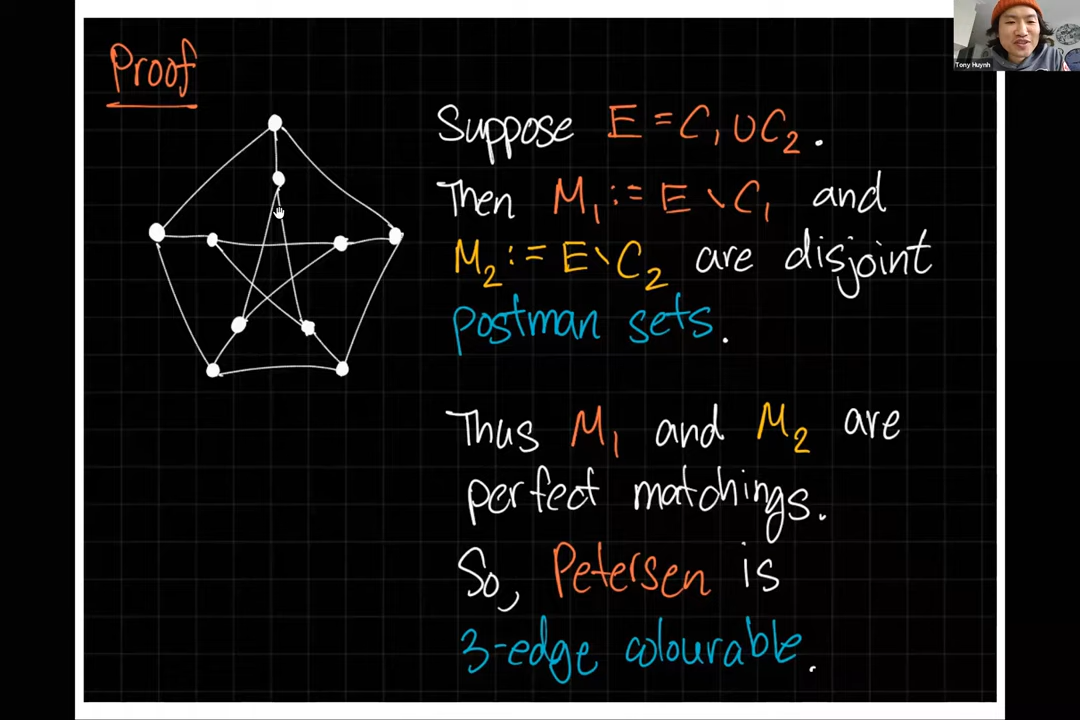 Proof
Tony Huynh
Suppose E = C₁ ∪ C₂.
Then M₁ := E \ C₁ and
M₂ := E \ C₂ are disjoint
postman sets.
Thus M₁ and M₂ are
perfect matchings.
So, Petersen is
3-edge colourable.